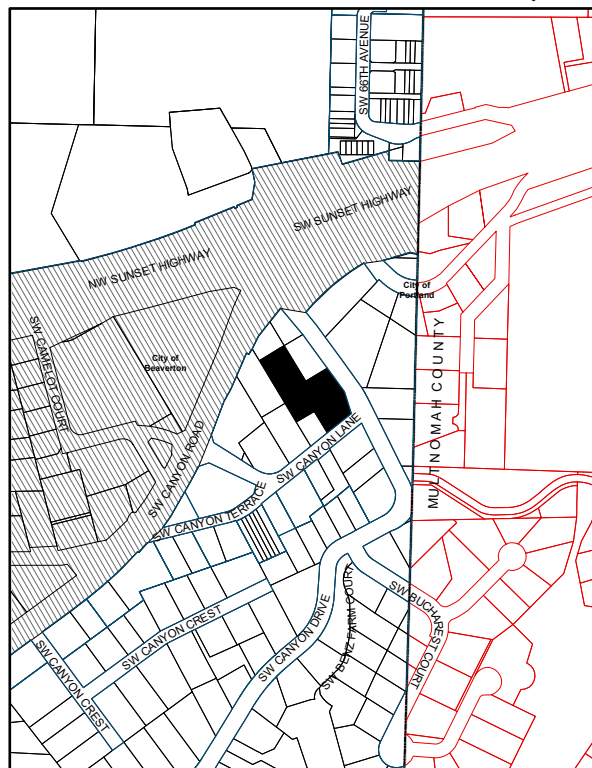 SW 66TH AVENUE
SW SUNSET HIGHWAY
NW SUNSET HIGHWAY
City of
Portland
SW CAMELOT COURT
City of
Beaverton
MULTNOMAH COUNTY
SW CANYON ROAD
SW CANYON LANE
SW CANYON TERRACE
SW CANYON CREST
SW CANYON DRIVE
SW BENZ FARM COURT
SW BUCHAREST COURT
SW CANYON CREST